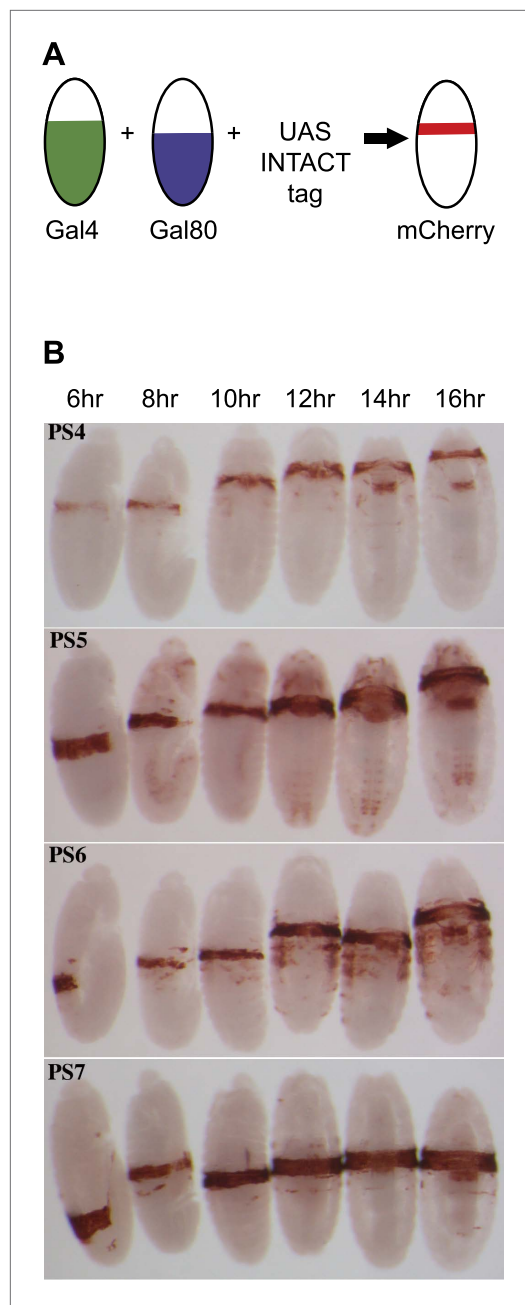 A
+ +
UAS
INTACT
tag
Gal4 Gal80 mCherry
B
6hr 8hr 10hr 12hr 14hr 16hr
PS4
PS5
PS6
PS7